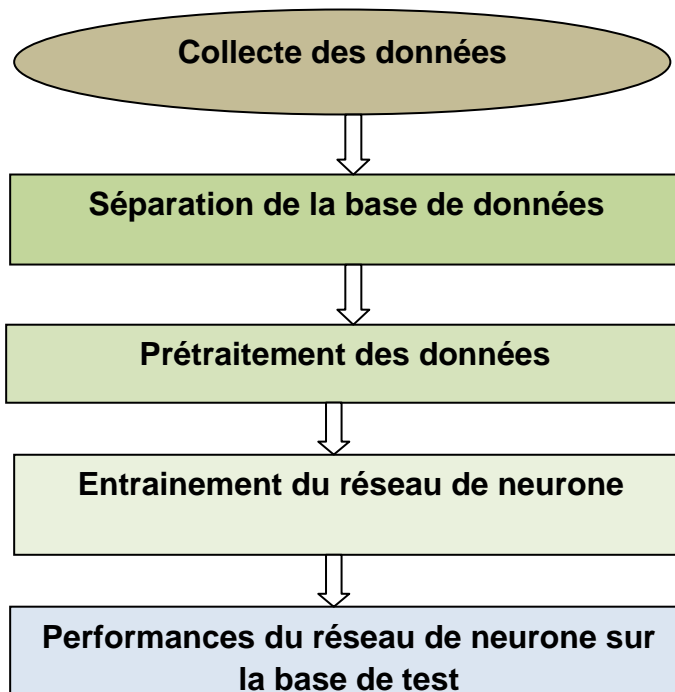 Collecte des données
Séparation de la base de données
Prétraitement des données
Entrainement du réseau de neurone
Performances du réseau de neurone sur
la base de test